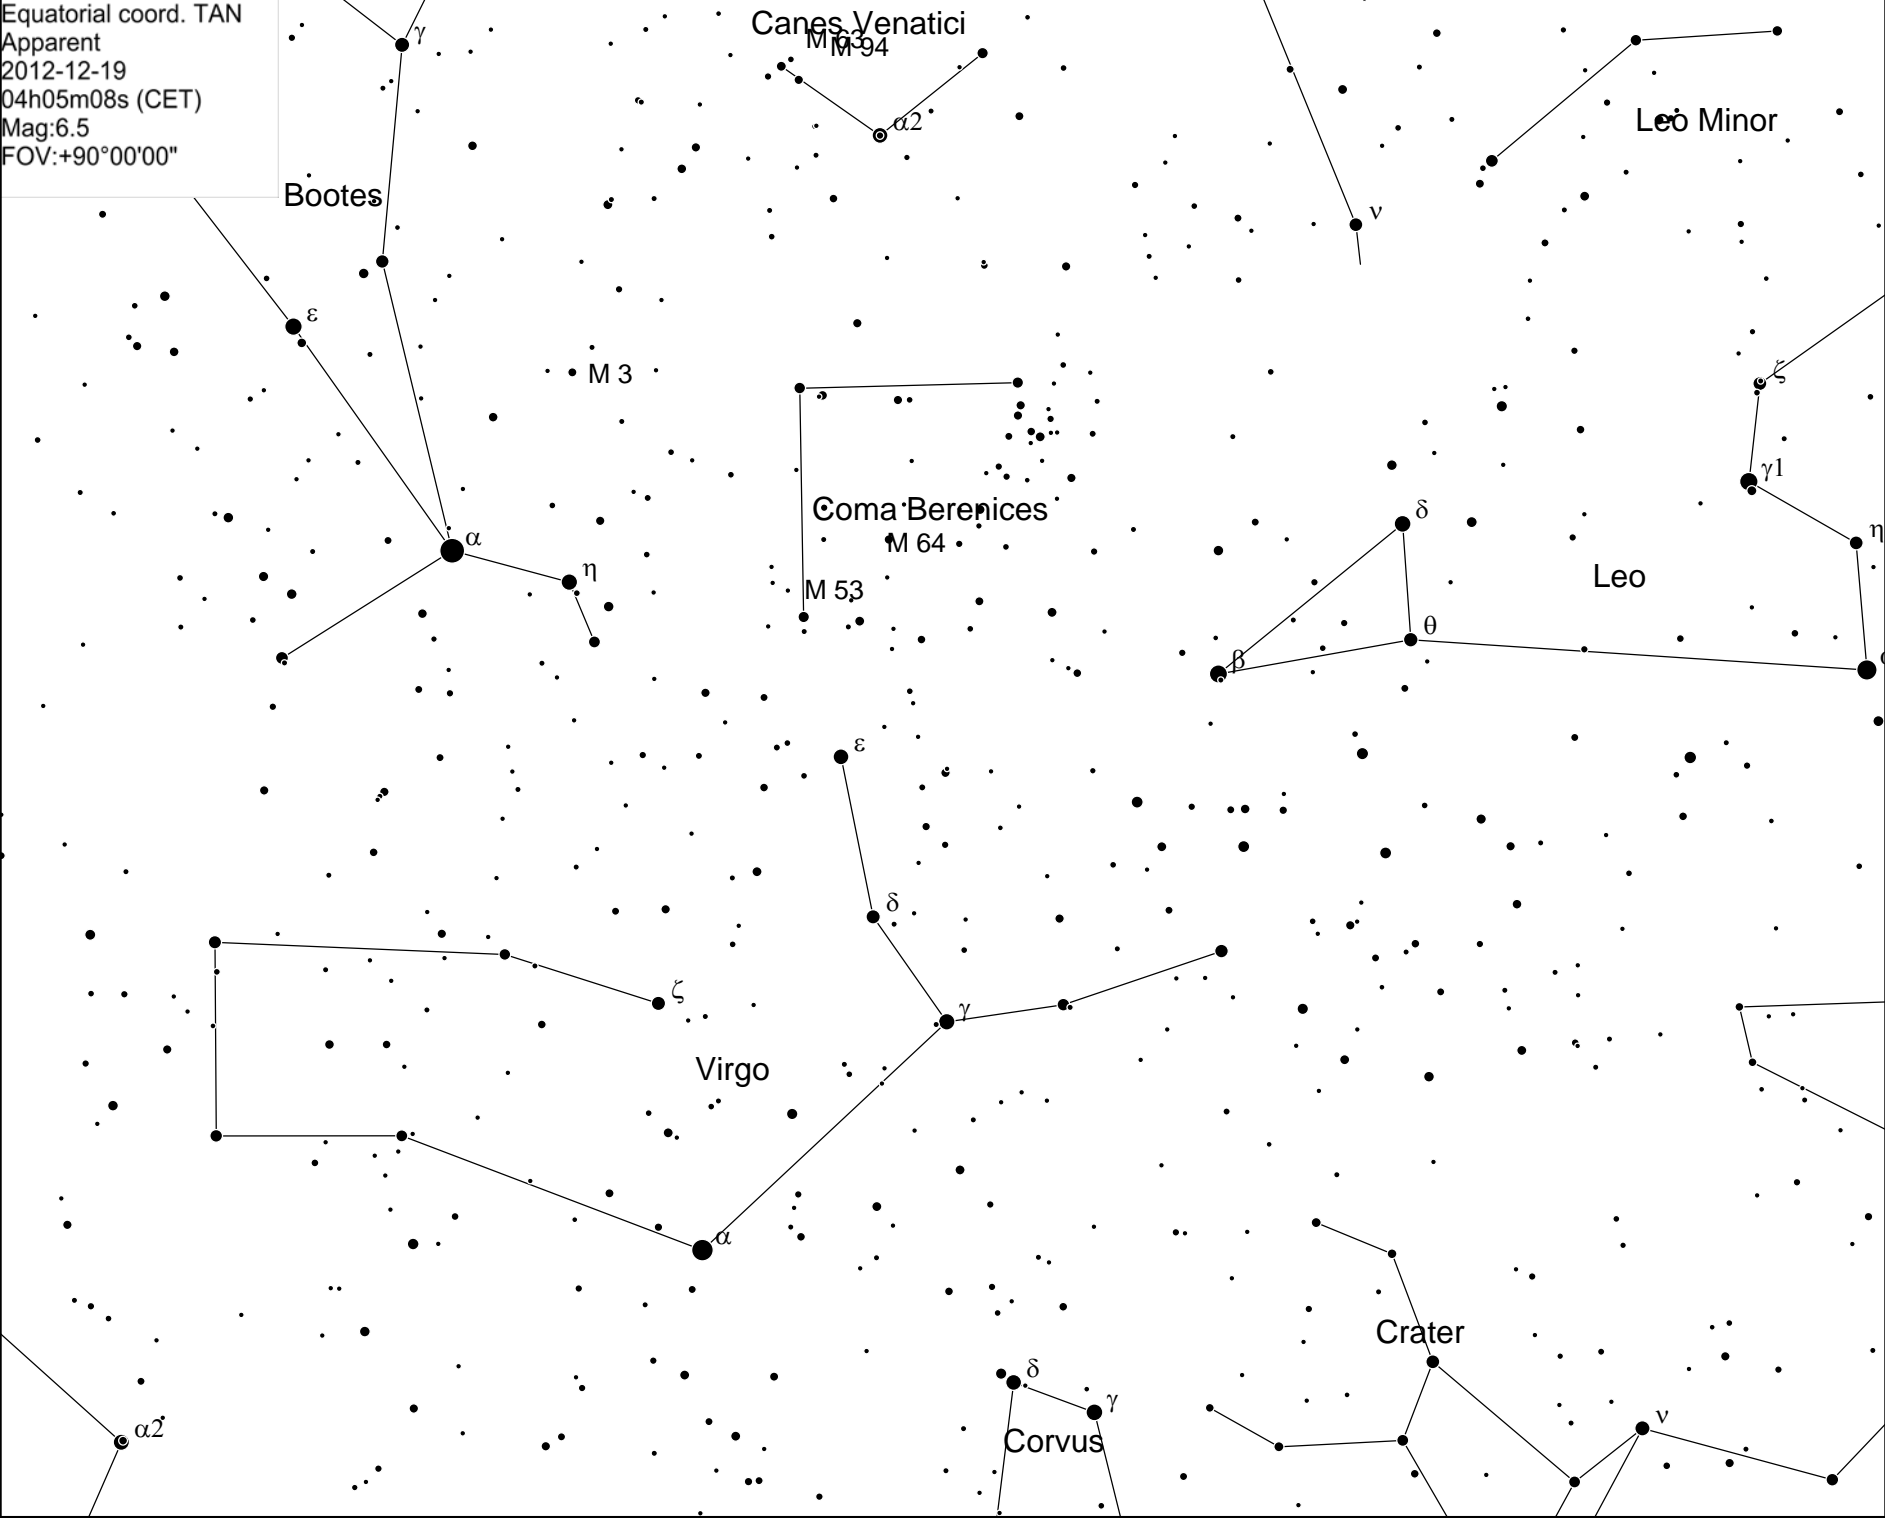 Equatorial coord. TAN
Apparent
2012-12-19
04h05m08s (CET)
Mag:6.5
FOV:+90°00'00"
γ
Canes Venatici
M 63
M 94
α2
Leo Minor
Bootes
ν
ε
M 3
ζ
γ1
Coma Berenices
δ
α
M 64
η
η
Leo
M 53
θ
β
ε
δ
ζ
γ
Virgo
α
Crater
δ
γ
Corvus
ν
α2